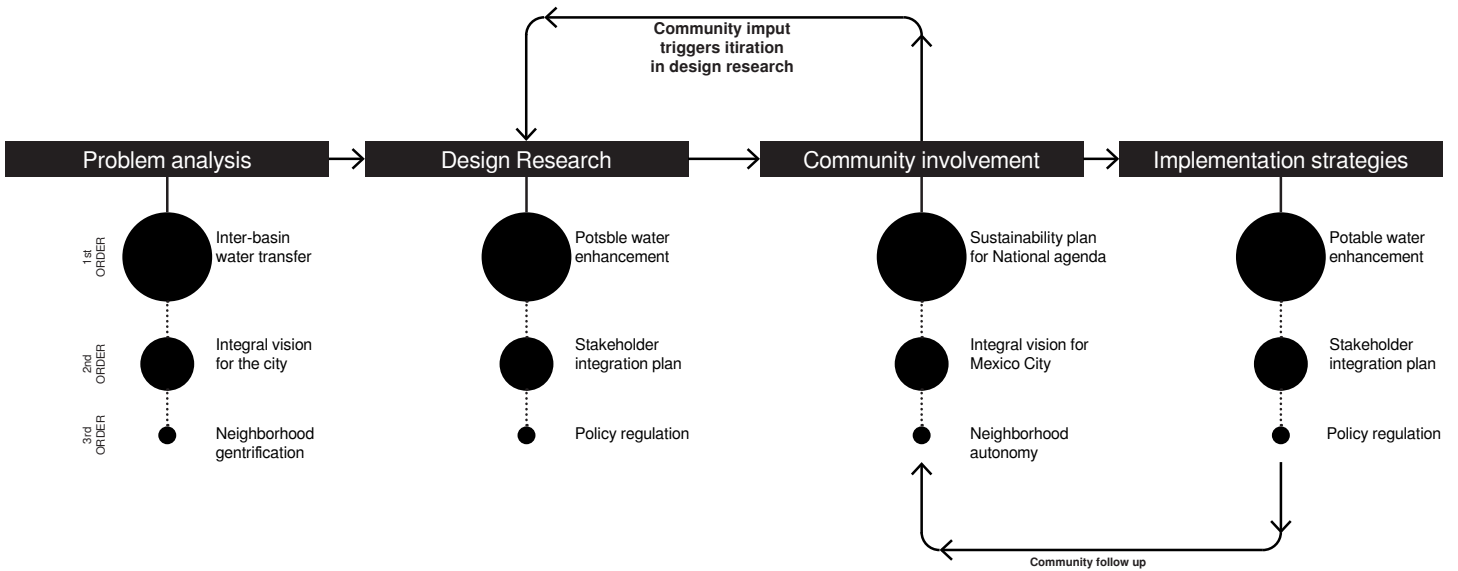 Community imput
triggers itiration
in design research
Problem analysis
Design Research
Community involvement
Implementation strategies
1st
ORDER
Inter-basin
water transfer
Potsble water
enhancement
Sustainability plan
for National agenda
Potable water
enhancement
2nd
ORDER
Integral vision
for the city
Stakeholder
integration plan
Integral vision for
Mexico City
Stakeholder
integration plan
3rd
ORDER
Neighborhood
gentrification
Policy regulation
Neighborhood
autonomy
Policy regulation
Community follow up